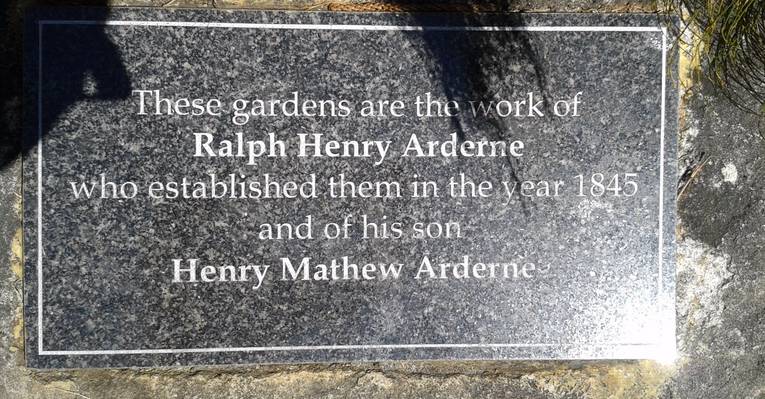 These gardens are the work of
Ralph Henry Arderne
who established them in the year 1845
and of his son
Henry Mathew Arderne